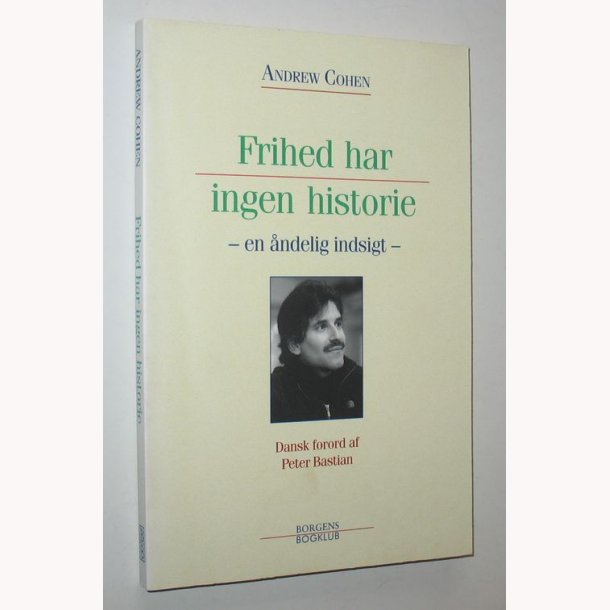 ANDREW COHEN
Frihed har
ingen historie
– en åndelig indsigt –
Dansk forord af
Peter Bastian
BORGENS
BOGKLUB
ANDREW COHEN
Frihed har ingen historie